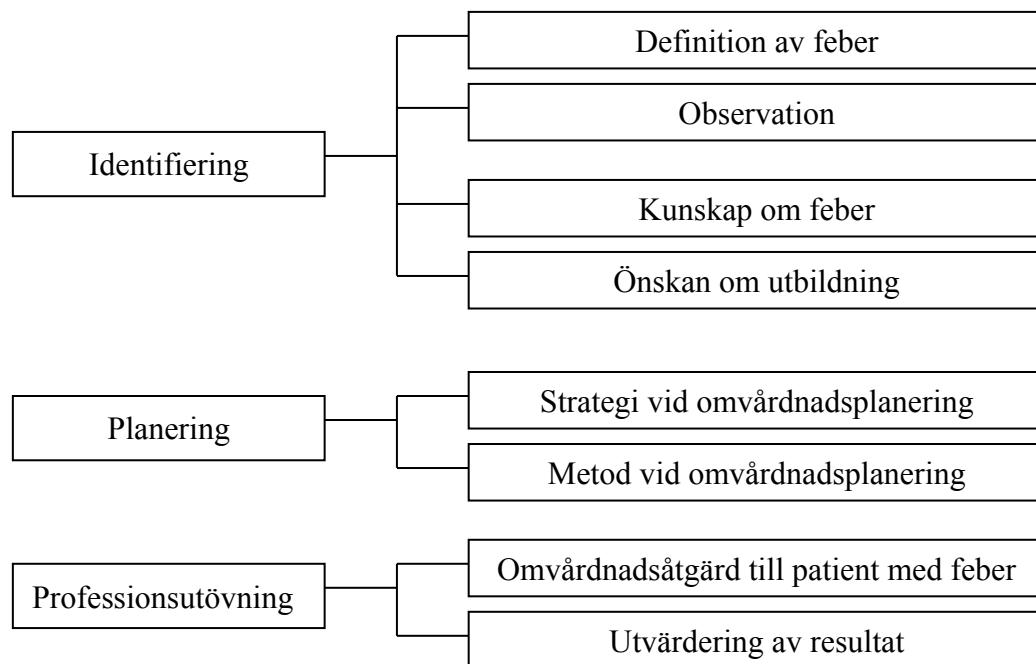 Identifiering
Definition av feber
Observation
Kunskap om feber
Önskan om utbildning
Planering
Strategi vid omvårdnadsplanering
Metod vid omvårdnadsplanering
Professionsutövning
Omvårdnadsåtgärd till patient med feber
Utvärdering av resultat